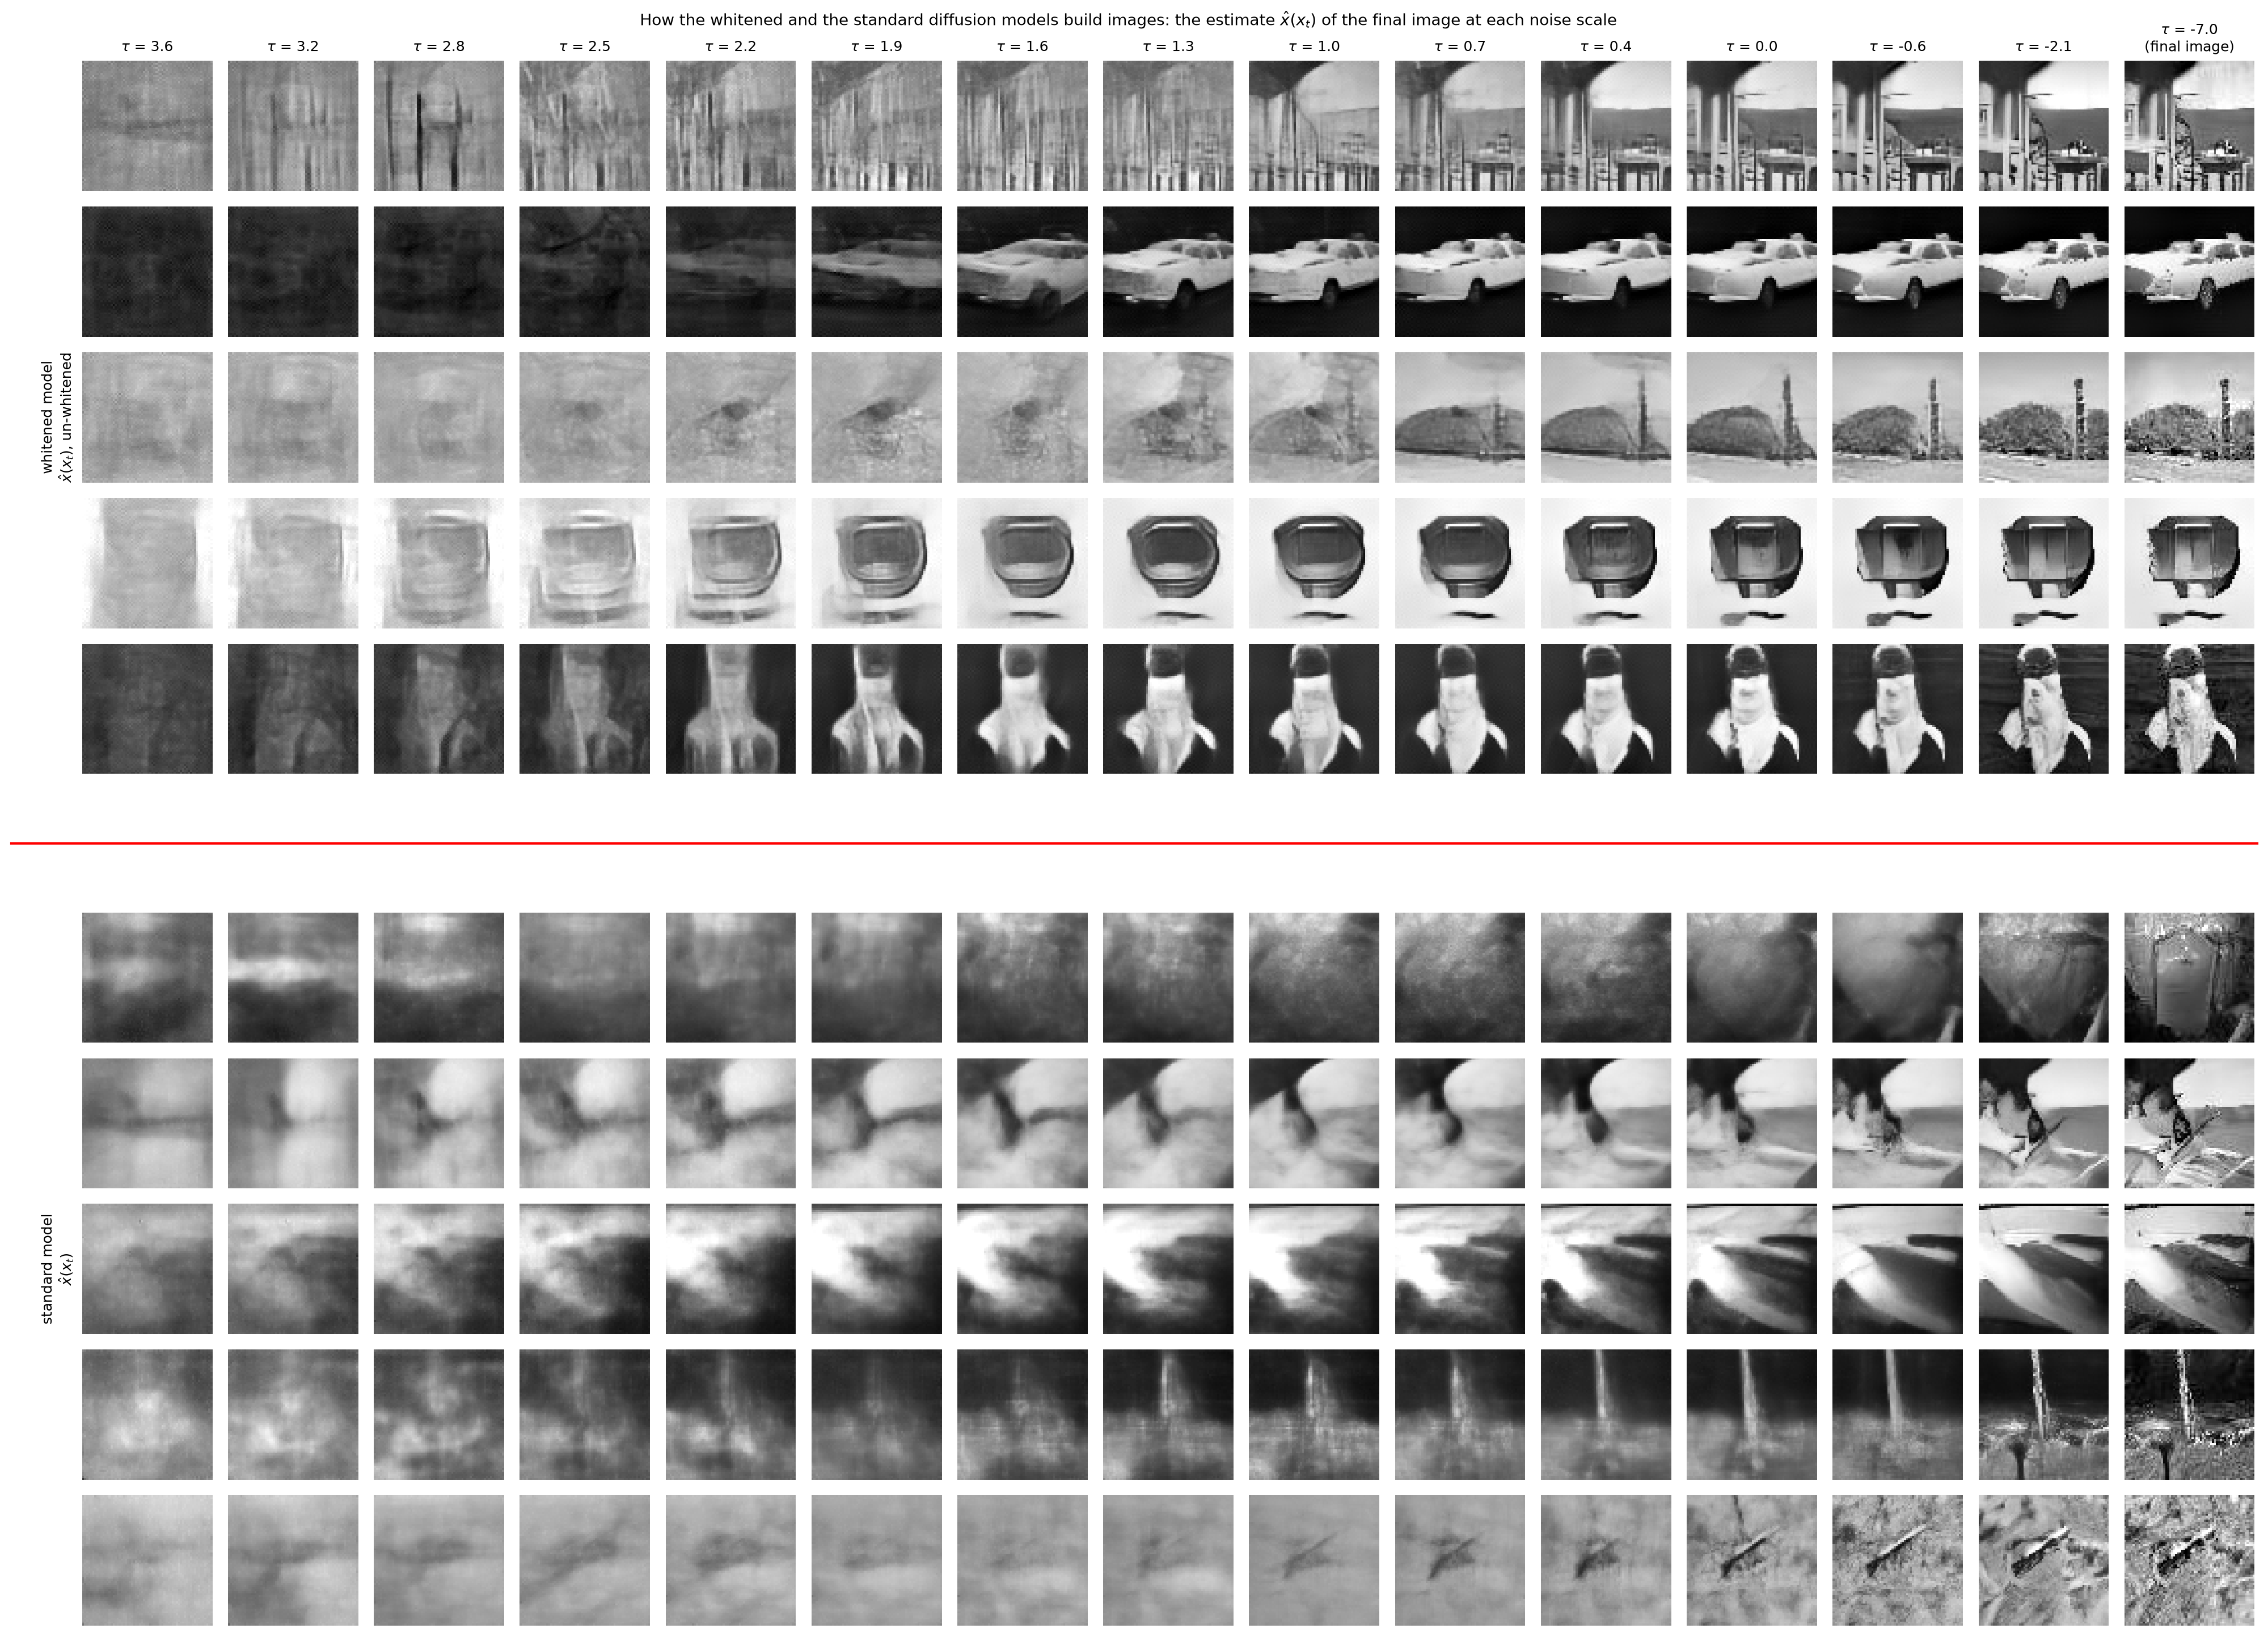 How the whitened and the standard diffusion models build images: the estimate x̂(xₜ) of the final image at each noise scale
τ = 3.6
τ = 3.2
τ = 2.8
τ = 2.5
τ = 2.2
τ = 1.9
τ = 1.6
τ = 1.3
τ = 1.0
τ = 0.7
τ = 0.4
τ = 0.0
τ = -0.6
τ = -2.1
τ = -7.0
(final image)
whitened model
x̂(xₜ), un-whitened
standard model
x̂(xₜ)